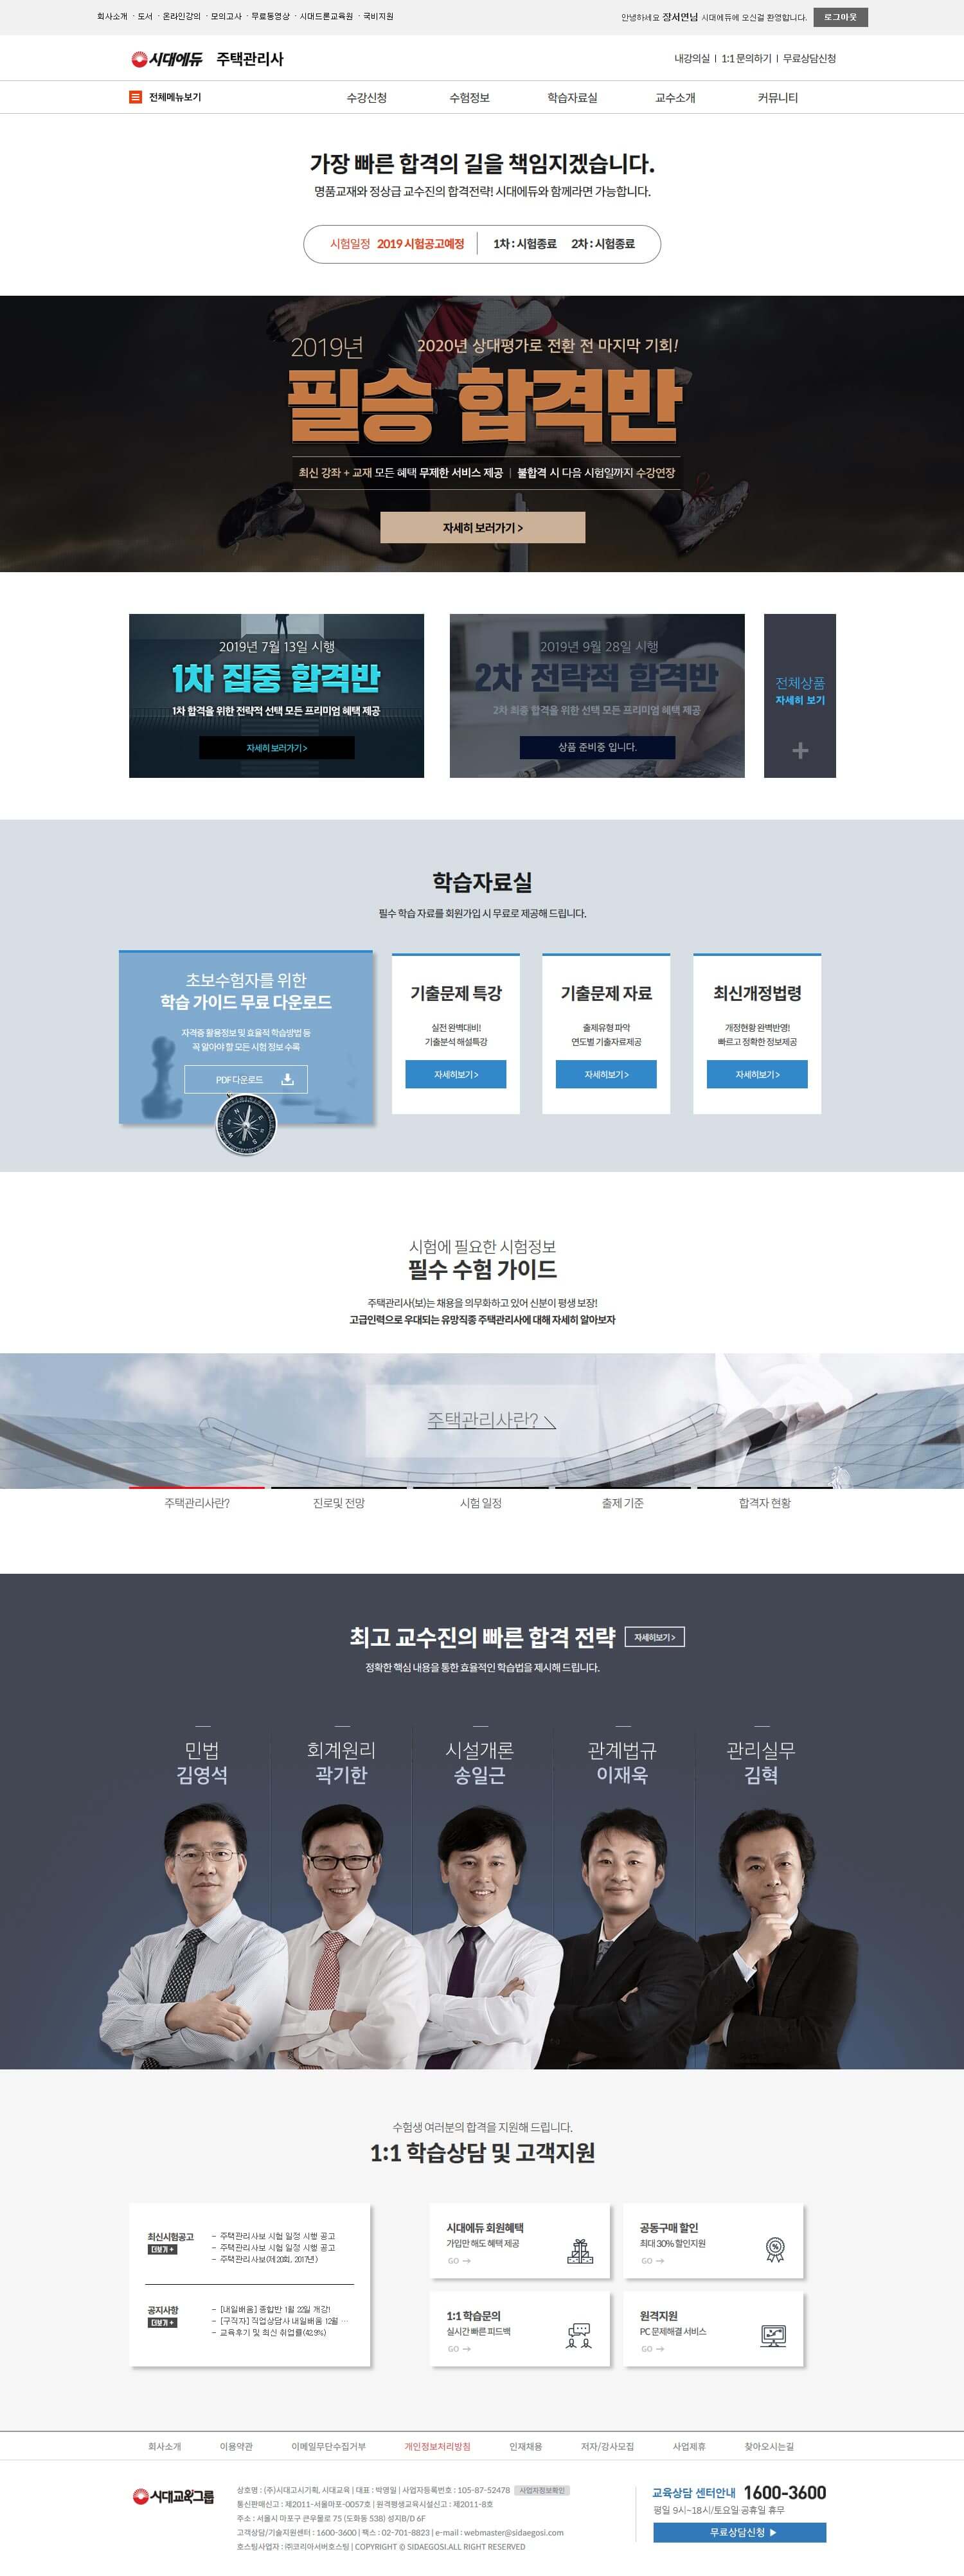 회사소개 · 도서 · 온라인강의 · 모의고사 · 무료동영상 · 시대드론교육원 · 국비지원
안녕하세요 장서연님 시대에듀에 오신걸 환영합니다. 로그아웃
시대에듀 주택관리사
내강의실 | 1:1 문의하기 | 무료상담신청
전체메뉴보기 수강신청 수험정보 학습자료실 교수소개 커뮤니티
가장 빠른 합격의 길을 책임지겠습니다.
명품교재와 정상급 교수진의 합격전략! 시대에듀와 함께라면 가능합니다.
시험일정 2019 시험공고예정 1차 : 시험종료 2차 : 시험종료
2019년 2020년 상대평가로 전환 전 마지막 기회!
필승 합격반
최신 강좌 + 교재 모든 혜택 무제한 서비스 제공 | 불합격 시 다음 시험일까지 수강연장
자세히 보러가기 >
2019년 7월 13일 시행
1차 집중 합격반
1차 합격을 위한 전략적 선택 모든 프리미엄 혜택 제공
자세히 보러가기 >
2019년 9월 28일 시행
2차 전략적 합격반
2차 최종 합격을 위한 선택 모든 프리미엄 혜택 제공
상품 준비중 입니다.
전체상품
자세히 보기
+
학습자료실
필수 학습 자료를 회원가입 시 무료로 제공해 드립니다.
초보수험자를 위한
학습 가이드 무료 다운로드
자격증 활용정보 및 효율적 학습방법 등
꼭 알아야 할 모든 시험 정보 수록
PDF 다운로드
N
E
S
W
기출문제 특강
실전 완벽대비!
기출분석 해설특강
자세히보기 >
기출문제 자료
출제유형 파악
연도별 기출자료제공
자세히보기 >
최신개정법령
개정현황 완벽반영!
빠르고 정확한 정보제공
자세히보기 >
시험에 필요한 시험정보
필수 수험 가이드
주택관리사(보)는 채용을 의무화하고 있어 신분이 평생 보장!
고급인력으로 우대되는 유망직종 주택관리사에 대해 자세히 알아보자
주택관리사란?
주택관리사란? 진로및 전망 시험 일정 출제 기준 합격자 현황
최고 교수진의 빠른 합격 전략 자세히보기 >
정확한 핵심 내용을 통한 효율적인 학습법을 제시해 드립니다.
민법 회계원리 시설개론 관계법규 관리실무
김영석 곽기한 송일근 이재욱 김혁
수험생 여러분의 합격을 지원해 드립니다.
1:1 학습상담 및 고객지원
최신시험공고
더보기 +
- 주택관리사보 시험 일정 시행 공고
- 주택관리사보 시험 일정 시행 공고
- 주택관리사보(제20회, 2017년)
공지사항
더보기 +
- [내일배움] 종합반 1월 22일 개강!
- [구직자] 직업상담사 내일배움 12월 ...
- 교육후기 및 최신 취업률(42.9%)
시대에듀 회원혜택
가입만 해도 혜택 제공
GO →
공동구매 할인
최대 30% 할인지원
GO →
1:1 학습문의
실시간 빠른 피드백
GO →
원격지원
PC 문제해결 서비스
GO →
회사소개 이용약관 이메일무단수집거부 개인정보처리방침 인재채용 저자/강사모집 사업제휴 찾아오시는길
시대교육그룹
상호명 : (주)시대고시기획, 시대교육 | 대표 : 박영일 | 사업자등록번호 : 105-87-52478 사업자정보확인
통신판매신고 : 제2011-서울마포-0057호 | 원격평생교육시설신고 : 제2011-8호
주소 : 서울시 마포구 큰우물로 75 (도화동 538) 성지B/D 6F
고객상담/기술지원센터 : 1600-3600 | 팩스 : 02-701-8823 | e-mail : webmaster@sidaegosi.com
호스팅사업자 : ㈜코리아서버호스팅 | COPYRIGHT © SIDAEGOSI.ALL RIGHT RESERVED
교육상담 센터안내 1600-3600
평일 9시~18시/토요일·공휴일 휴무
무료상담신청 ▶